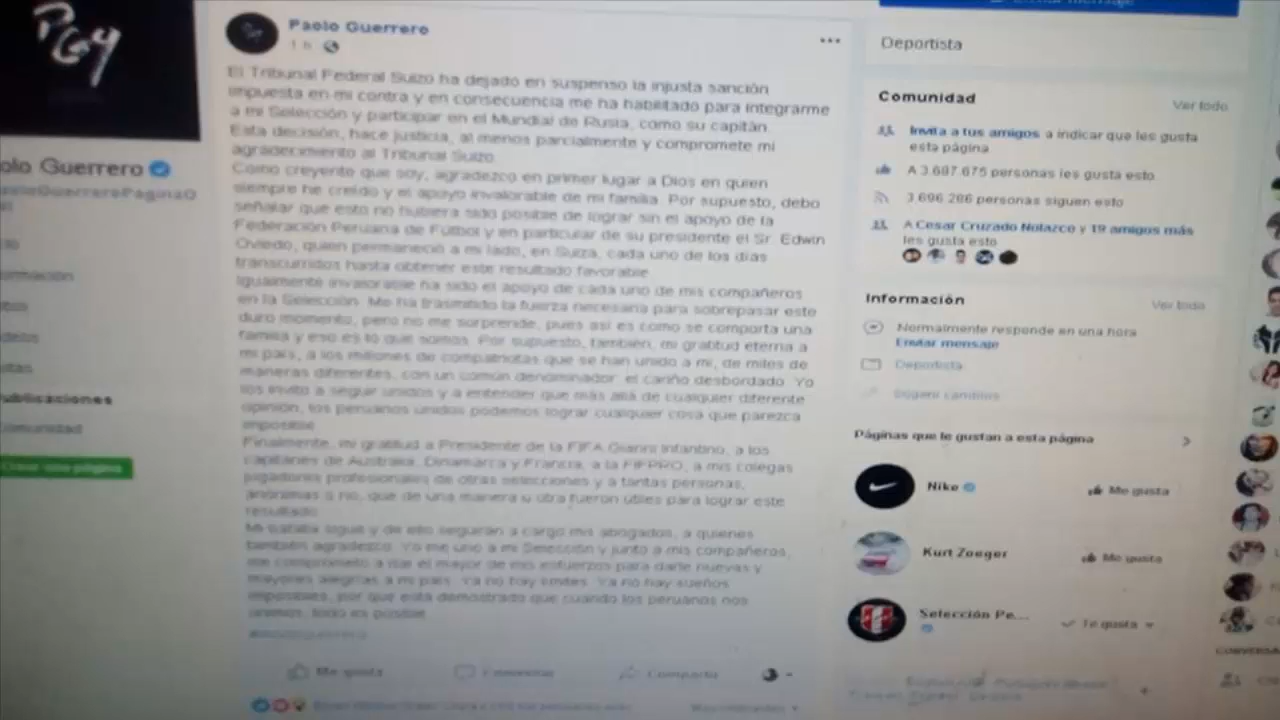 PG9
Paolo Guerrero
1 h
El Tribunal Federal Suizo ha dejado en suspenso la injusta sanción
impuesta en mi contra y en consecuencia me ha habilitado para integrarme
a mi Selección y participar en el Mundial de Rusia, como su capitán.
Esta decisión, hace justicia, al menos parcialmente y compromete mi
agradecimiento al Tribunal Suizo.
Como creyente que soy, agradezco en primer lugar a Dios en quien
siempre he creído y el apoyo invalorable de mi familia. Por supuesto, debo
señalar que esto no hubiera sido posible de lograr sin el apoyo de la
Federación Peruana de Fútbol y en particular de su presidente el Sr. Edwin
Oviedo, quien permaneció a mi lado, en Suiza, cada uno de los días
transcurridos hasta obtener este resultado favorable.
Igualmente invalorable ha sido el apoyo de cada uno de mis compañeros
en la Selección. Me ha trasmitido la fuerza necesaria para sobrepasar este
duro momento, pero no me sorprende, pues así es como se comporta una
familia y eso es lo que somos. Por supuesto, también, mi gratitud eterna a
mi país, a los millones de compatriotas que se han unido a mi, de miles de
maneras diferentes, con un común denominador: el cariño desbordado. Yo
los invito a seguir unidos y a entender que más allá de cualquier diferente
opinión, los peruanos unidos podemos lograr cualquier cosa que parezca
imposible.
Finalmente, mi gratitud a Presidente de la FIFA Gianni Infantino, a los
capitanes de Australia, Dinamarca y Francia, a la FIFPRO, a mis colegas
jugadores profesionales de otras selecciones y a tantas personas,
anónimas o no, que de una manera u otra fueron útiles para lograr este
resultado.
Mi batalla sigue y de ello seguirán a cargo mis abogados, a quienes
también agradezco. Yo me uno a mi Selección y junto a mis compañeros,
me comprometo a dar el mayor de mis esfuerzos para darle nuevas y
mayores alegrías a mi país. Ya no hay límites. Ya no hay sueños
imposibles, por que está demostrado que cuando los peruanos nos
unimos, todo es posible.
Me gusta
Comentar
Compartir
olo Guerrero
ublicaciones
omunidad
Crear una página
Deportista
Comunidad
Ver todo
Invita a tus amigos a indicar que les gusta
esta página
A 3.687.675 personas les gusta esto
3.696.286 personas siguen esto
A Cesar Cruzado Nolazco y 19 amigos más
les gusta esto
Información
Ver todo
Normalmente responde en una hora
Enviar mensaje
Deportista
Sugerir cambios
Páginas que le gustan a esta página
Nike
Me gusta
Kurt Zoeger
Me gusta
Selección Pe...
Te gusta